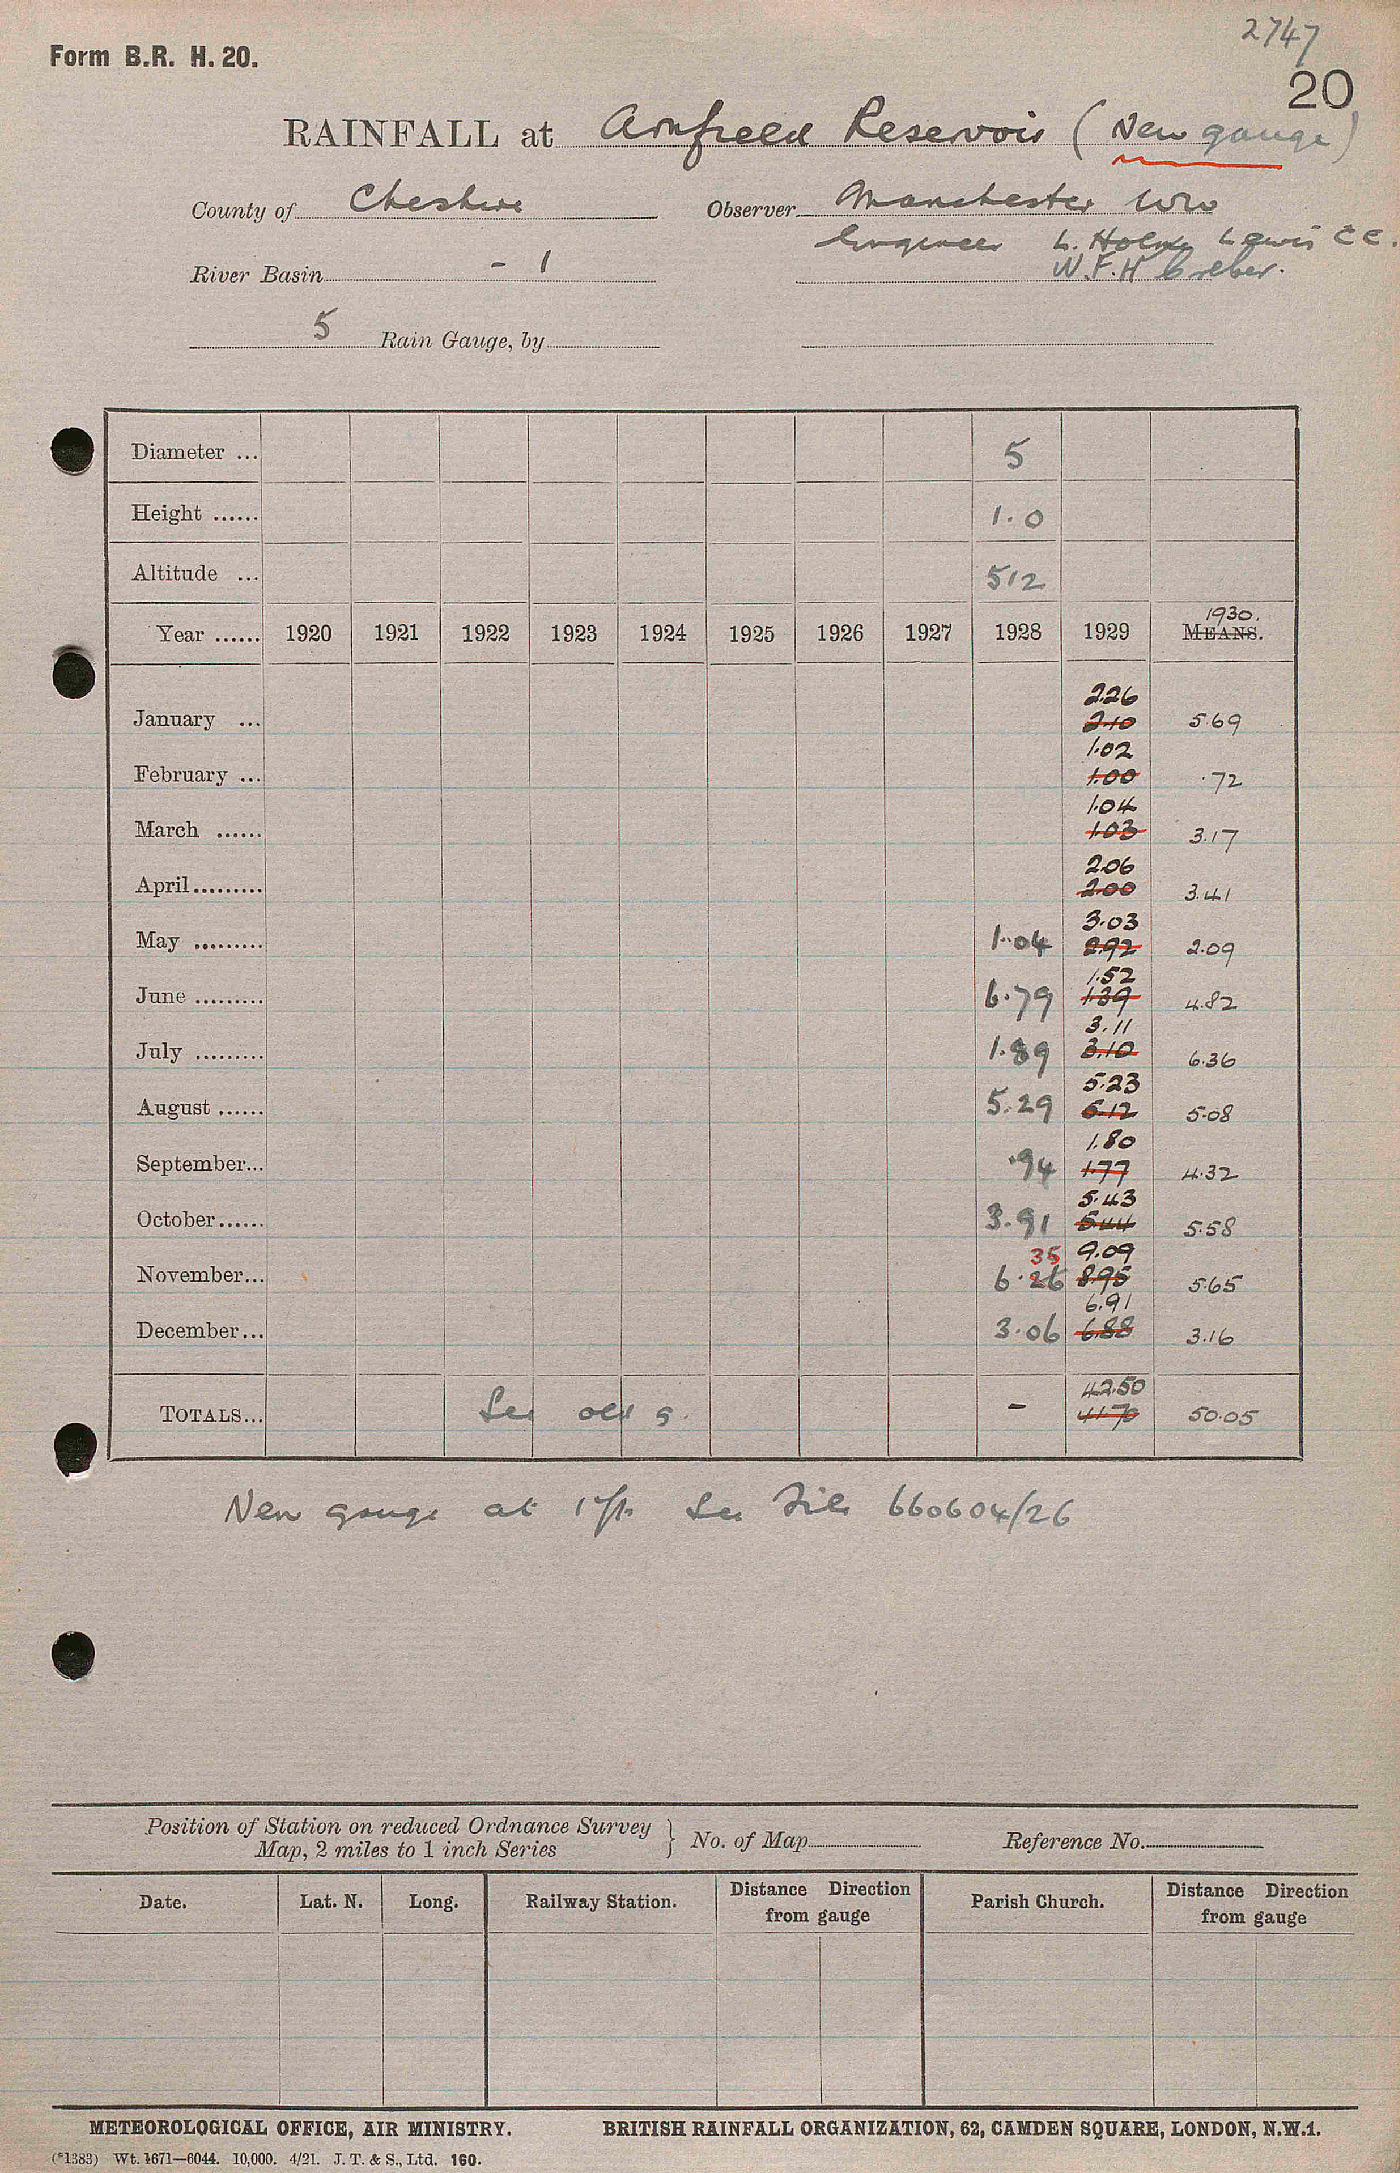 2747
Form B.R. H. 20.
20
RAINFALL at Arnfield Reservoir (New gauge)
County of Cheshire Observer Manchester WW
Engineer L. Holme Lewis C.E.
River Basin - 1 W.F.H. Creber.
5 Rain Gauge, by
Diameter ... 5
Height ...... 1.0
Altitude ... 512
1930.
Year ...... 1920 1921 1922 1923 1924 1925 1926 1927 1928 1929 MEANS.
2.26
January ... 2.10 5.69
1.02
February ... 1.00 .72
1.04
March ...... 1.03 3.17
2.06
April......... 2.00 3.41
3.03
May ......... 1.04 2.92 2.09
1.52
June ......... 6.79 1.39 4.82
3.11
July ......... 1.89 3.10 6.36
5.23
August ...... 5.29 5.12 5.08
1.80
September... .94 1.77 4.32
5.43
October...... 3.91 5.44 5.58
35 9.09
November... 6.26 8.95 5.65
6.91
December... 3.06 6.88 3.16
42.50
TOTALS... See old g. - 41.70 50.05
New gauge at 1 ft. See File 660604/26
Position of Station on reduced Ordnance Survey
Map, 2 miles to 1 inch Series } No. of Map Reference No.
Date. Lat. N. Long. Railway Station. Distance Direction from gauge Parish Church. Distance Direction from gauge
METEOROLOGICAL OFFICE, AIR MINISTRY. BRITISH RAINFALL ORGANIZATION, 62, CAMDEN SQUARE, LONDON, N.W.1.
(*1383) Wt. 1671—6044. 10,000. 4/21. J. T. & S., Ltd. 160.